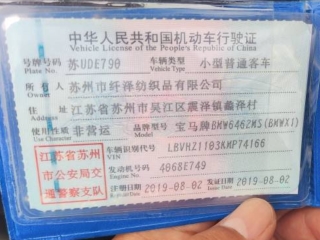 中华人民共和国机动车行驶证
Vehicle License of the People's Republic of China
号牌号码 苏UDE790 车辆类型 小型普通客车
Plate No. Vehicle Type
所有人 苏州市纤泽纺织品有限公司
Owner
住址 江苏省苏州市吴江区震泽镇蠡泽村
Address
使用性质 非营运 品牌型号 宝马牌BMW6462MS(BMWX1)
江苏省苏州
市公安局交
通警察支队
车辆识别代号 LBVHZ1103KMP74166
VIN
发动机号码 4068E749
Engine No.
注册日期 2019-08-02 发证日期 2019-08-02